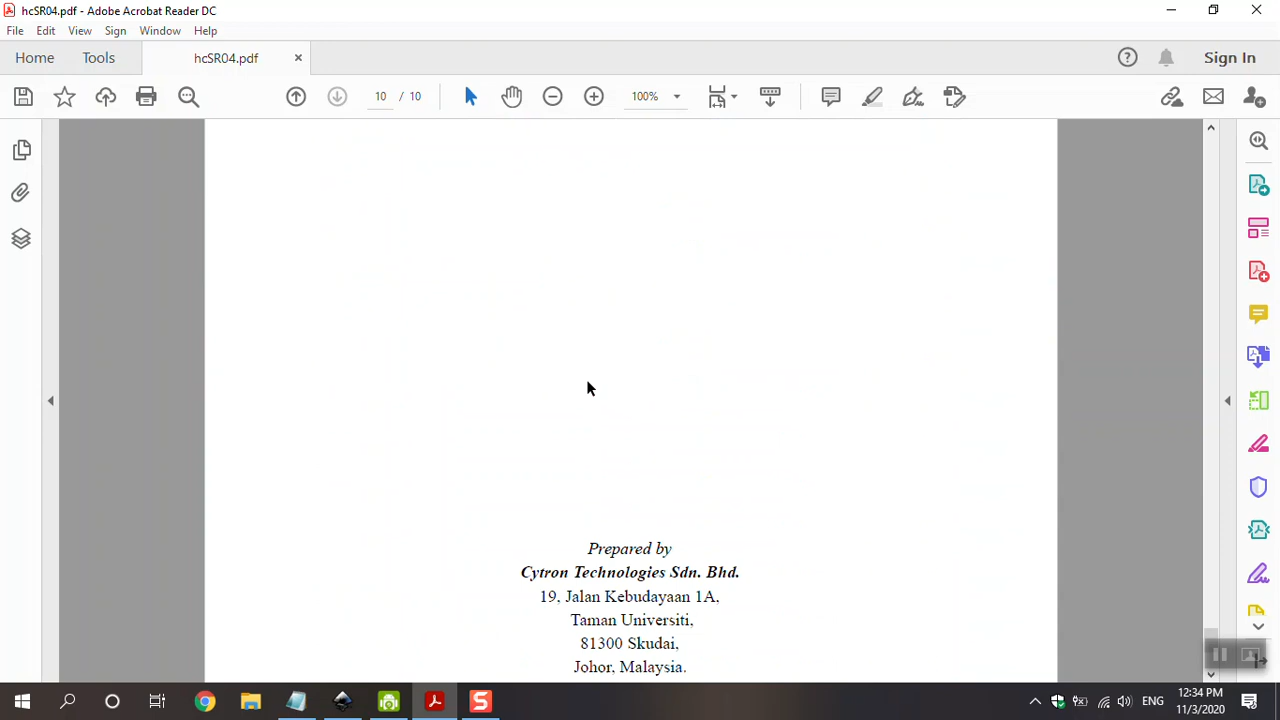 hcSR04.pdf - Adobe Acrobat Reader DC
File Edit View Sign Window Help
Home Tools hcSR04.pdf Sign In
10 / 10 100%
Prepared by
Cytron Technologies Sdn. Bhd.
19, Jalan Kebudayaan 1A,
Taman Universiti,
81300 Skudai,
Johor, Malaysia.
ENG 12:34 PM
11/3/2020